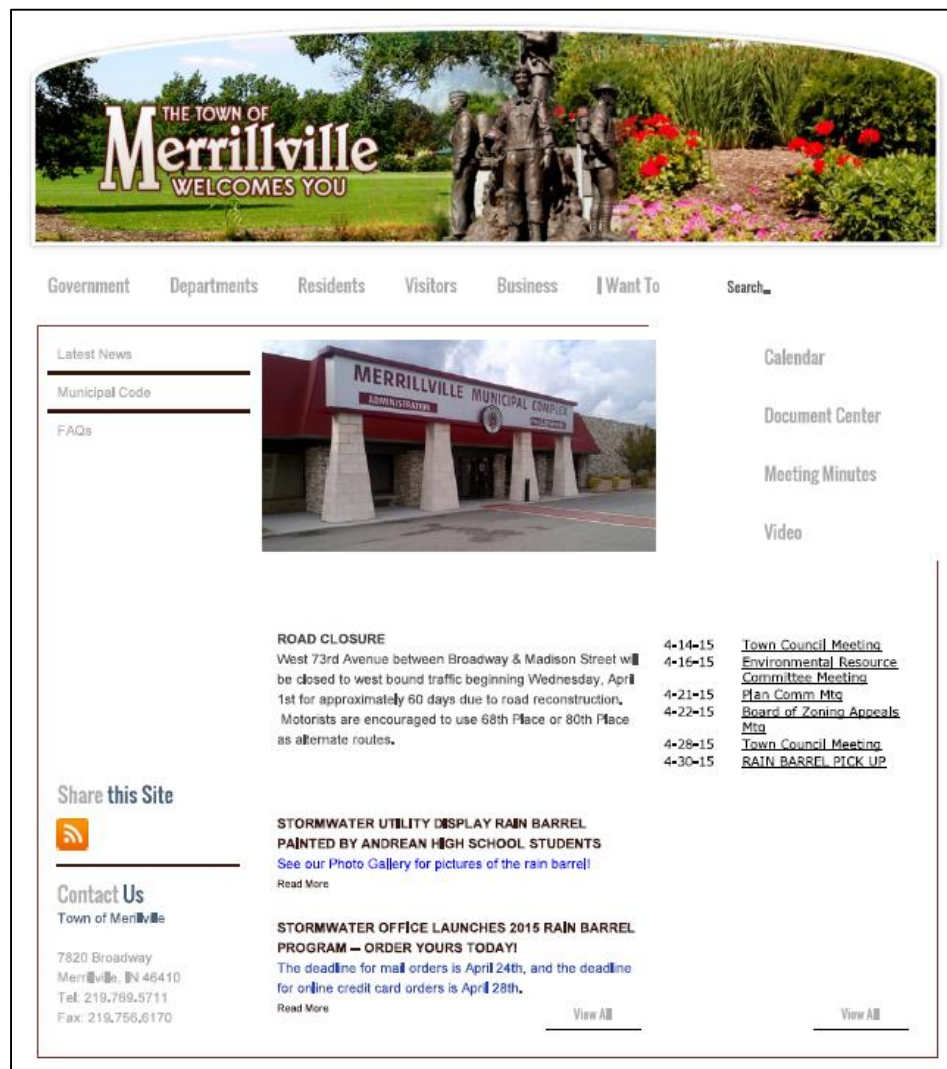 THE TOWN OF
Merrillville
WELCOMES YOU
Government Departments Residents Visitors Business I Want To Search...
Latest News
Municipal Code
FAQs
MERRILLVILLE MUNICIPAL COMPLEX
ADMINISTRATION
Calendar
Document Center
Meeting Minutes
Video
ROAD CLOSURE
West 73rd Avenue between Broadway & Madison Street will
be closed to west bound traffic beginning Wednesday, April
1st for approximately 60 days due to road reconstruction.
Motorists are encouraged to use 68th Place or 80th Place
as alternate routes.
4-14-15 Town Council Meeting
4-16-15 Environmental Resource
Committee Meeting
4-21-15 Plan Comm Mtg
4-22-15 Board of Zoning Appeals
Mtg
4-28-15 Town Council Meeting
4-30-15 RAIN BARREL PICK UP
STORMWATER UTILITY DISPLAY RAIN BARREL
PAINTED BY ANDREAN HIGH SCHOOL STUDENTS
See our Photo Gallery for pictures of the rain barrel!
Read More
STORMWATER OFFICE LAUNCHES 2015 RAIN BARREL
PROGRAM – ORDER YOURS TODAY!
The deadline for mail orders is April 24th, and the deadline
for online credit card orders is April 28th.
Read More
View All
View All
Share this Site
Contact Us
Town of Merillville
7820 Broadway
Merrillville, IN 46410
Tel: 219.769.5711
Fax: 219.756.6170